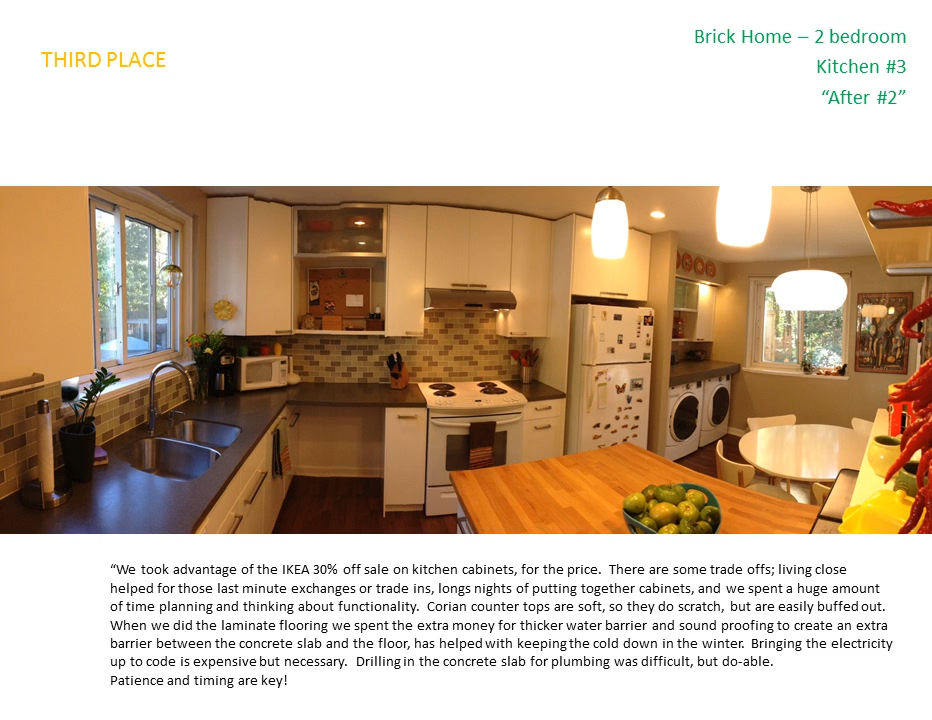 THIRD PLACE
Brick Home – 2 bedroom
Kitchen #3
“After #2”
“We took advantage of the IKEA 30% off sale on kitchen cabinets, for the price. There are some trade offs; living close
helped for those last minute exchanges or trade ins, longs nights of putting together cabinets, and we spent a huge amount
of time planning and thinking about functionality. Corian counter tops are soft, so they do scratch, but are easily buffed out.
When we did the laminate flooring we spent the extra money for thicker water barrier and sound proofing to create an extra
barrier between the concrete slab and the floor, has helped with keeping the cold down in the winter. Bringing the electricity
up to code is expensive but necessary. Drilling in the concrete slab for plumbing was difficult, but do-able.
Patience and timing are key!